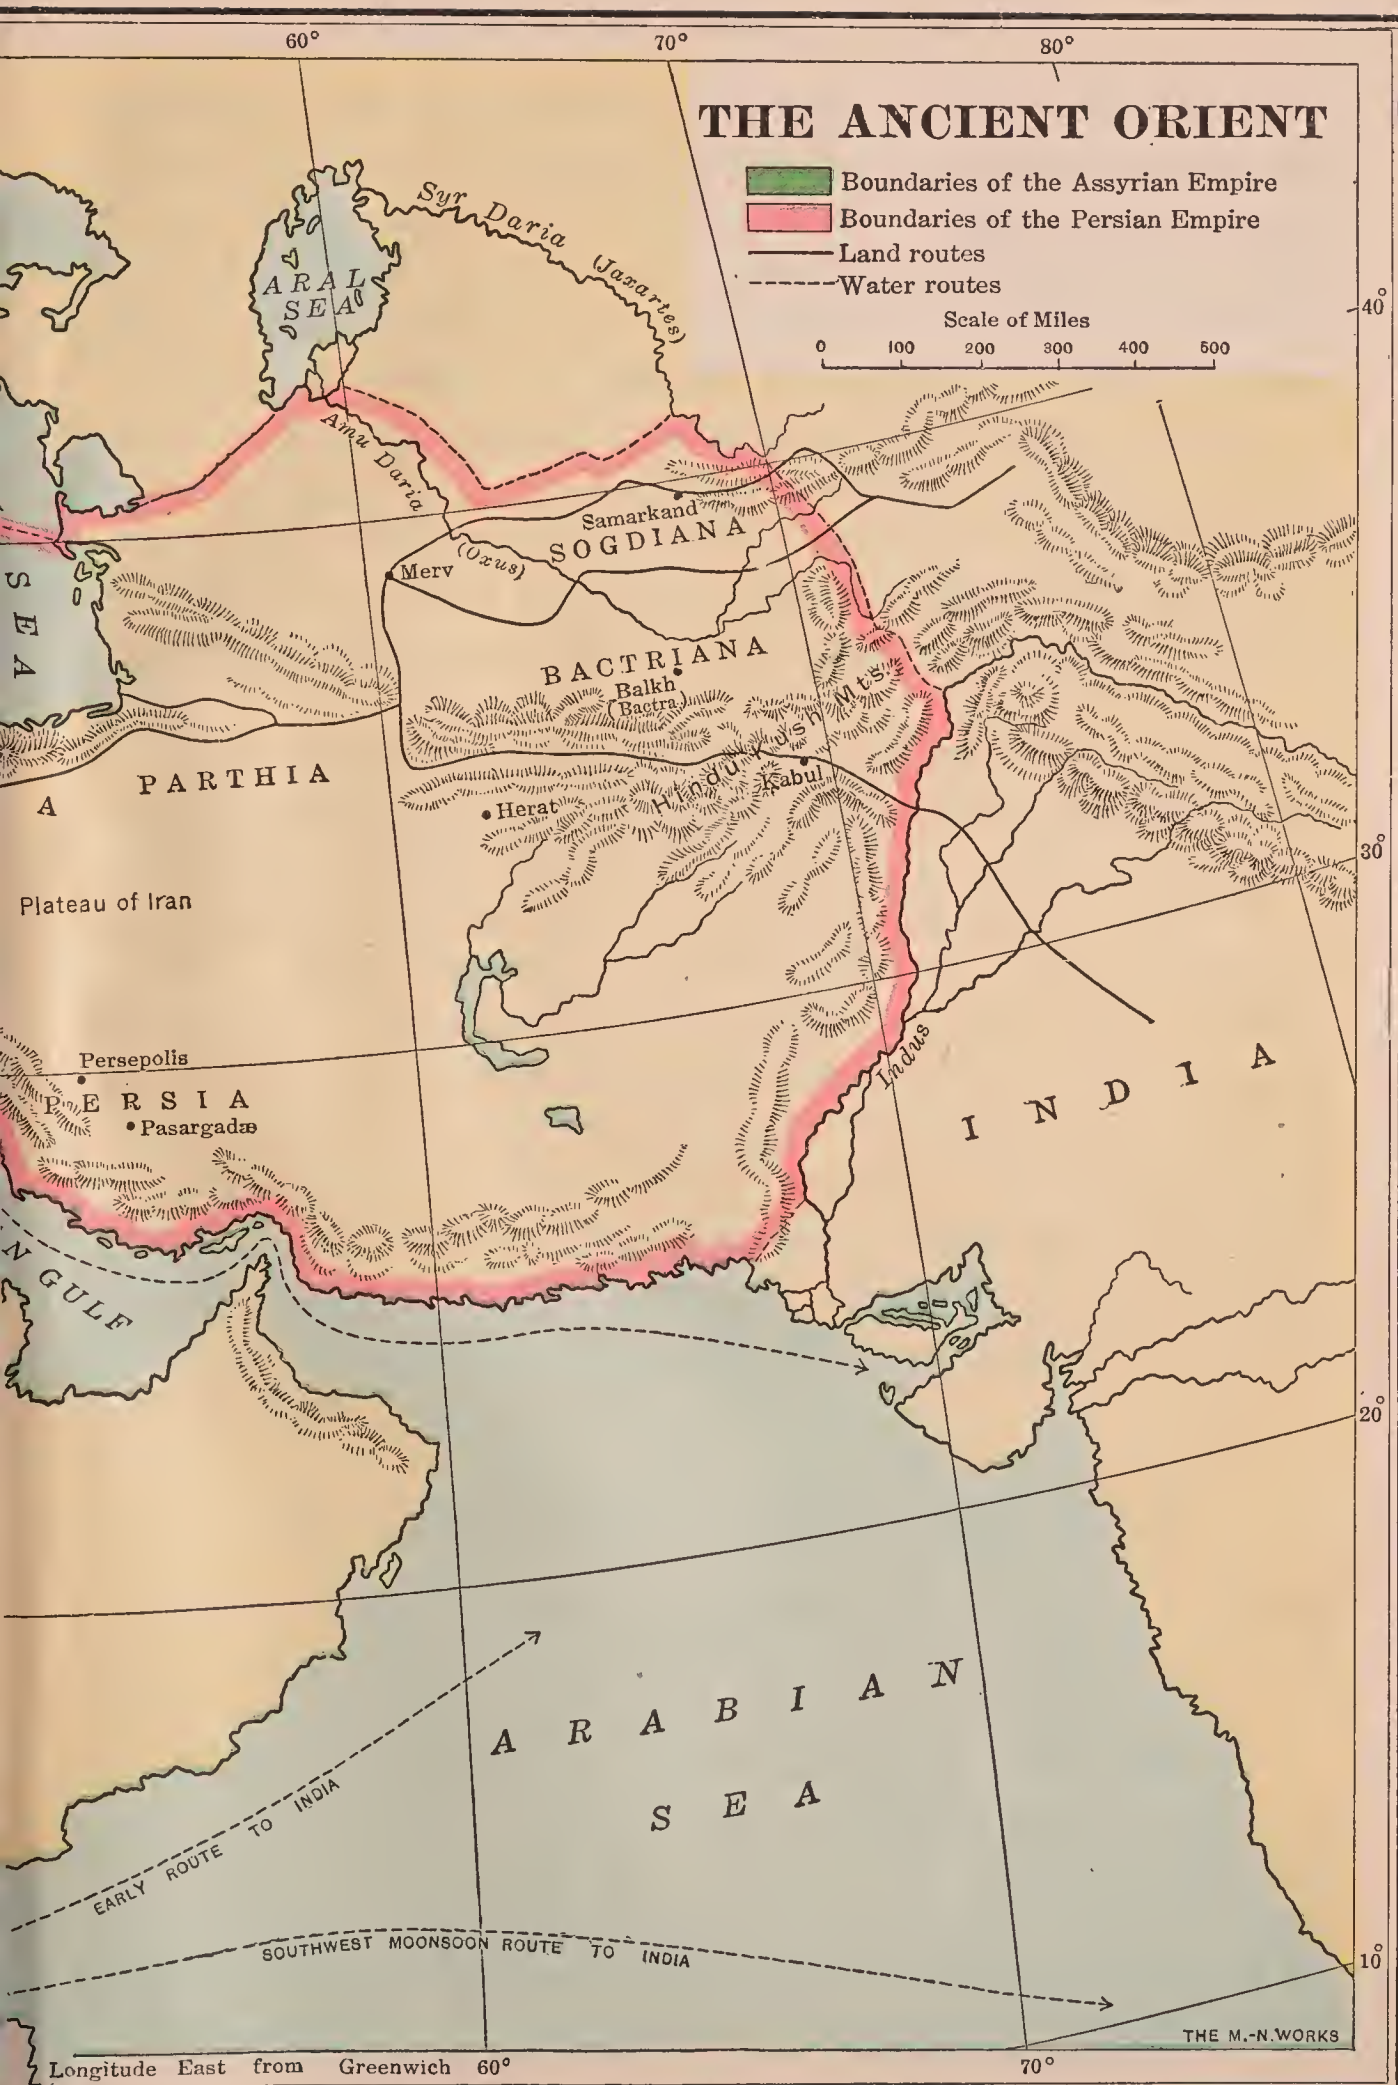 60° 70° 80°
THE ANCIENT ORIENT
Boundaries of the Assyrian Empire
Boundaries of the Persian Empire
Land routes
Water routes
Scale of Miles
0 100 200 300 400 500
40°
30°
20°
10°
Syr Daria (Jaxartes)
ARAL
SEA
Amu Daria
(Oxus)
Samarkand
SOGDIANA
Merv
SEA
BACTRIANA
Balkh
(Bactra)
Hindu Kush Mts.
Kabul
PARTHIA
A
Herat
Plateau of Iran
Persepolis
PERSIA
Pasargadæ
Indus
INDIA
N GULF
ARABIAN
SEA
EARLY ROUTE TO INDIA
SOUTHWEST MOONSOON ROUTE TO INDIA
THE M.-N. WORKS
Longitude East from Greenwich 60° 70°